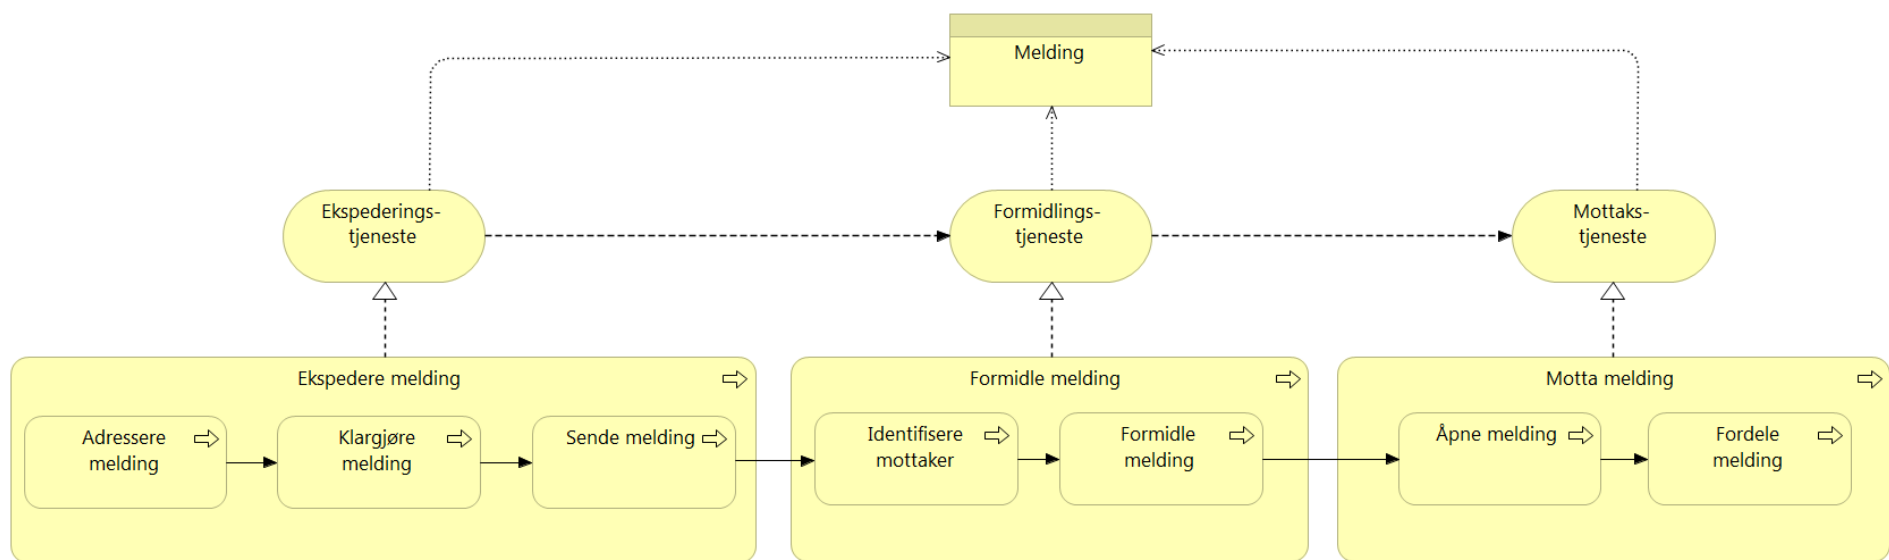 Melding
Ekspederings-
tjeneste
Formidlings-
tjeneste
Mottaks-
tjeneste
Ekspedere melding
Adressere
melding
Klargjøre
melding
Sende melding
Formidle melding
Identifisere
mottaker
Formidle
melding
Motta melding
Åpne melding
Fordele
melding